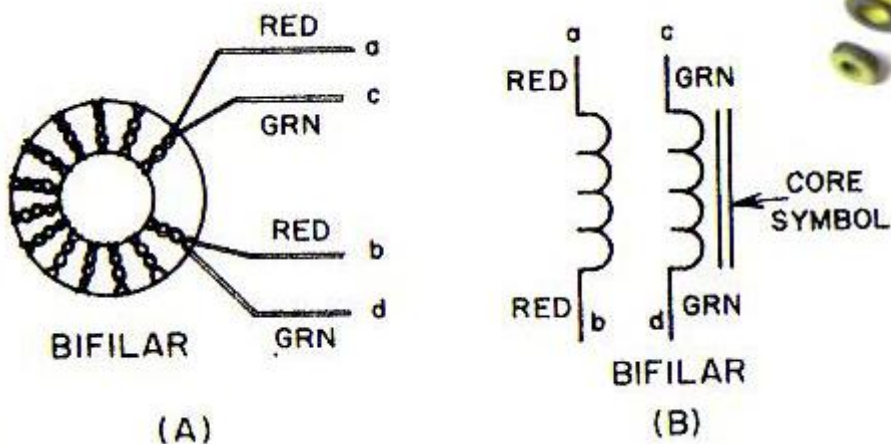 RED
a
c
GRN
RED
b
d
GRN
BIFILAR
(A)
a
c
RED
GRN
CORE
SYMBOL
RED
GRN
b
d
BIFILAR
(B)